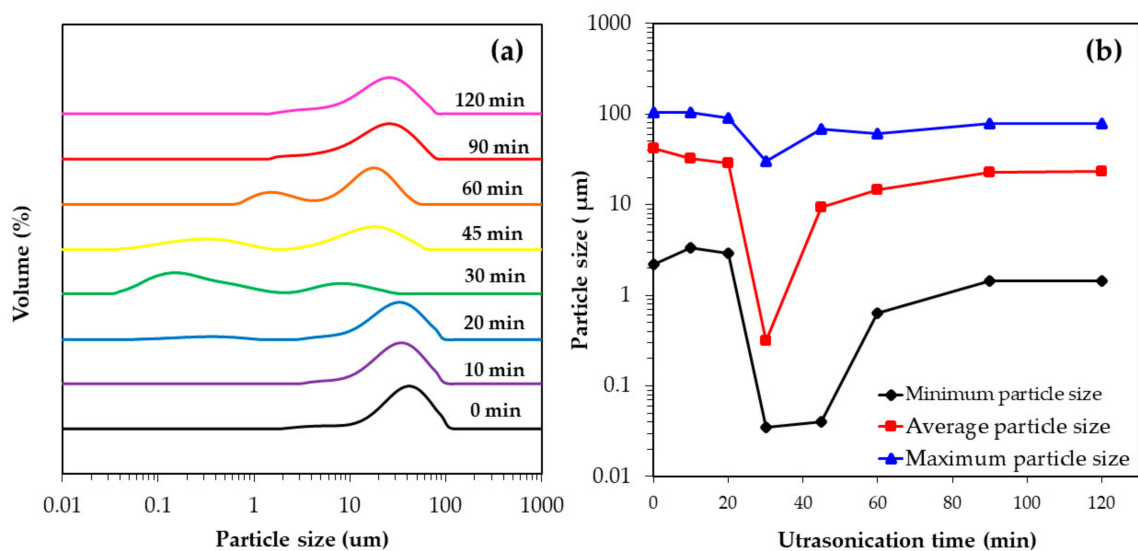 (a)
Volume (%)
120 min
90 min
60 min
45 min
30 min
20 min
10 min
0 min
0.01 0.1 1 10 100 1000
Particle size (um)
(b)
Particle size ( µm)
1000
100
10
1
0.1
0.01
Minimum particle size
Average particle size
Maximum particle size
0 20 40 60 80 100 120
Utrasonication time (min)